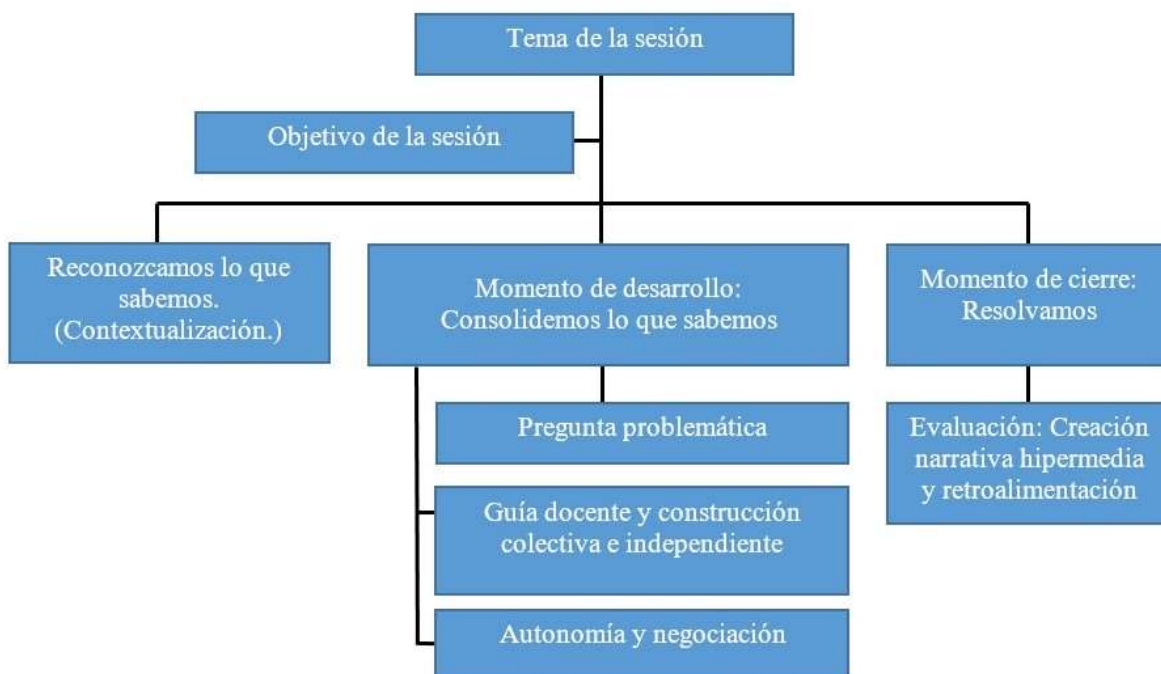 Tema de la sesión
Objetivo de la sesión
Reconozcamos lo que
sabemos.
(Contextualización.)
Momento de desarrollo:
Consolidemos lo que sabemos
Momento de cierre:
Resolvamos
Pregunta problemática
Evaluación: Creación
narrativa hipermedia
y retroalimentación
Guía docente y construcción
colectiva e independiente
Autonomía y negociación